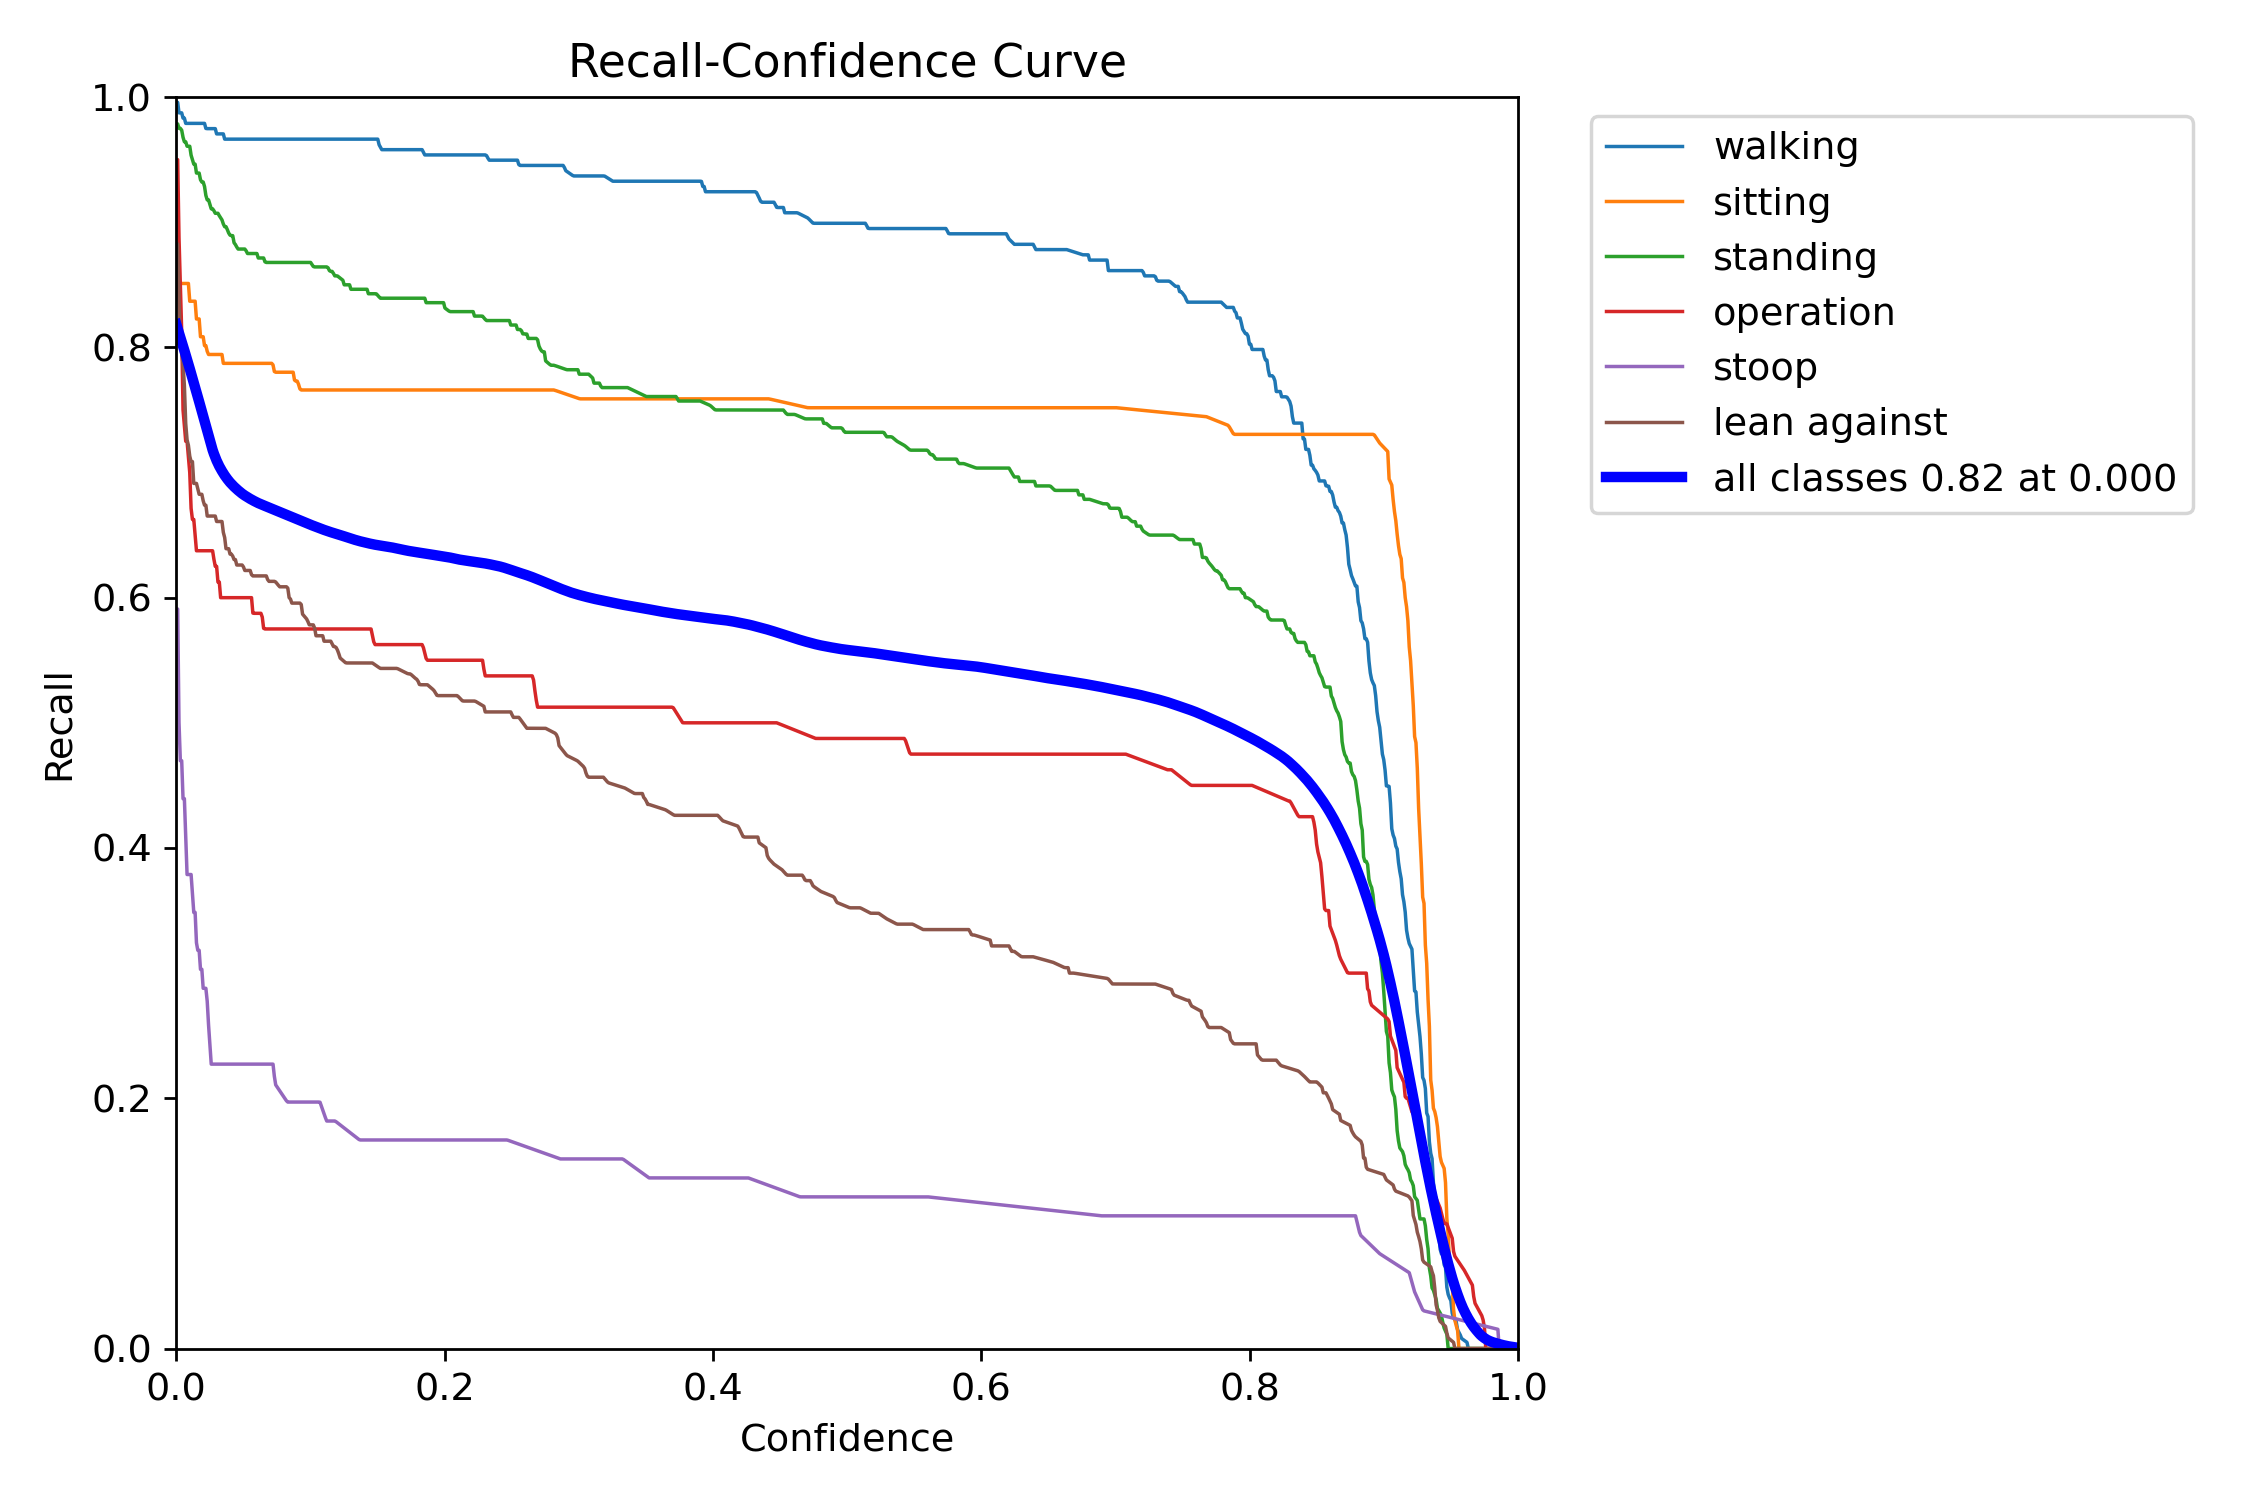 Recall-Confidence Curve
1.0
0.8
0.6
0.4
0.2
0.0
Recall
0.0 0.2 0.4 0.6 0.8 1.0
Confidence
walking
sitting
standing
operation
stoop
lean against
all classes 0.82 at 0.000